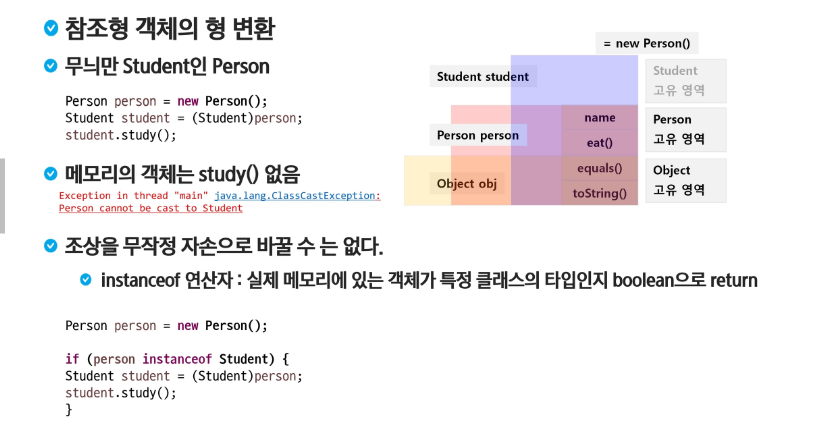 참조형 객체의 형 변환
무늬만 Student인 Person
Person person = new Person();
Student student = (Student)person;
student.study();
메모리의 객체는 study() 없음
Exception in thread "main" java.lang.ClassCastException:
Person cannot be cast to Student
= new Person()
Student student
Student
고유 영역
Person person
name
eat()
Person
고유 영역
Object obj
equals()
toString()
Object
고유 영역
조상을 무작정 자손으로 바꿀 수 는 없다.
instanceof 연산자 : 실제 메모리에 있는 객체가 특정 클래스의 타입인지 boolean으로 return
Person person = new Person();
if (person instanceof Student) {
Student student = (Student)person;
student.study();
}